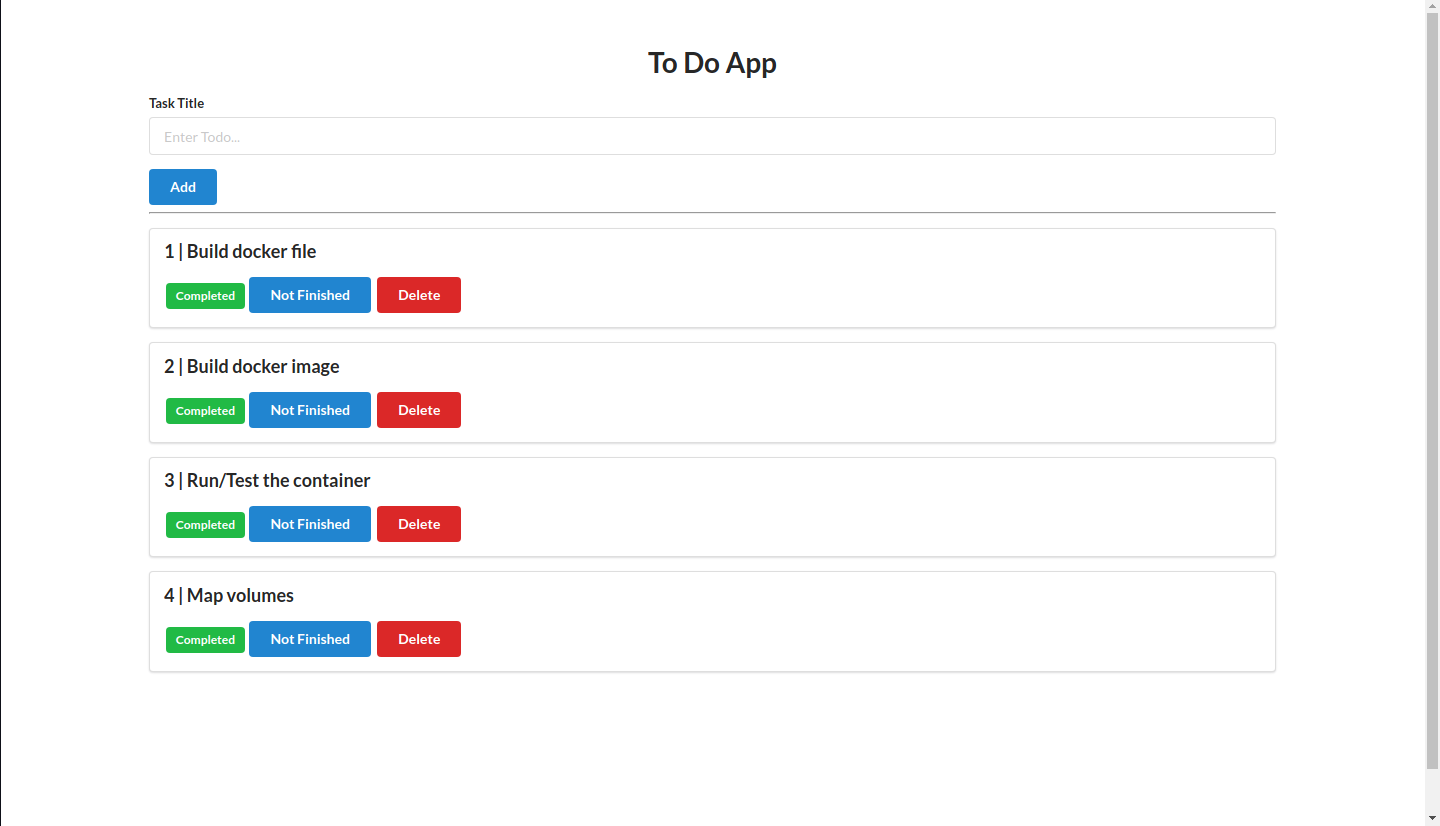 To Do App
Task Title
Enter Todo...
Add
1 | Build docker file
Completed Not Finished Delete
2 | Build docker image
Completed Not Finished Delete
3 | Run/Test the container
Completed Not Finished Delete
4 | Map volumes
Completed Not Finished Delete